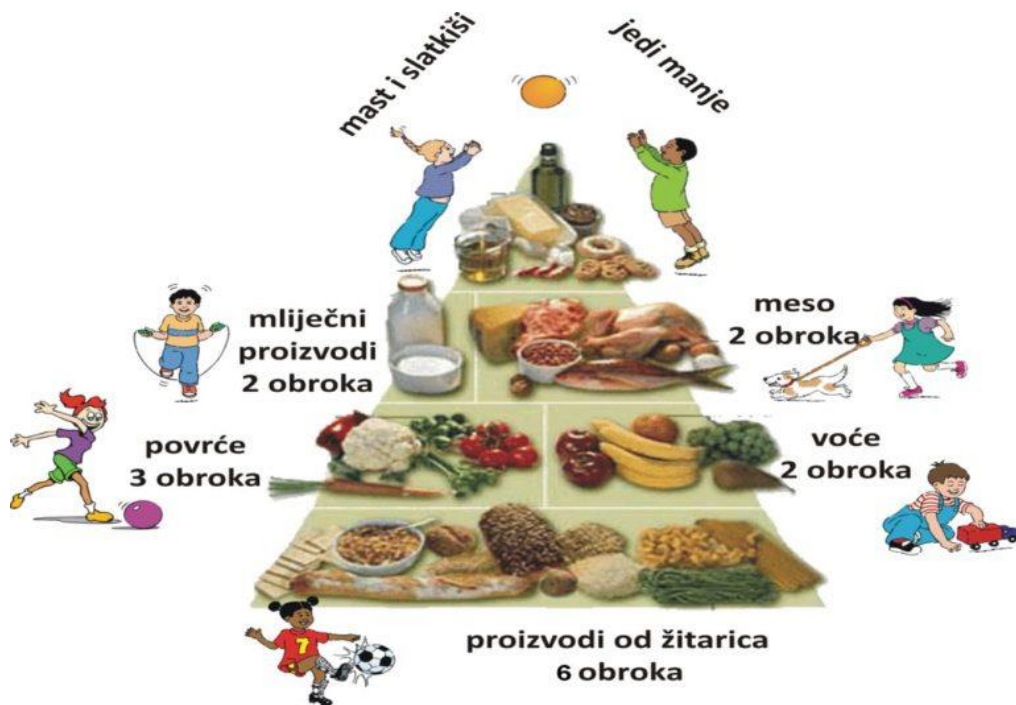 mast i slatkiši
jedi manje
mliječni
proizvodi
2 obroka
meso
2 obroka
povrće
3 obroka
voće
2 obroka
7
proizvodi od žitarica
6 obroka